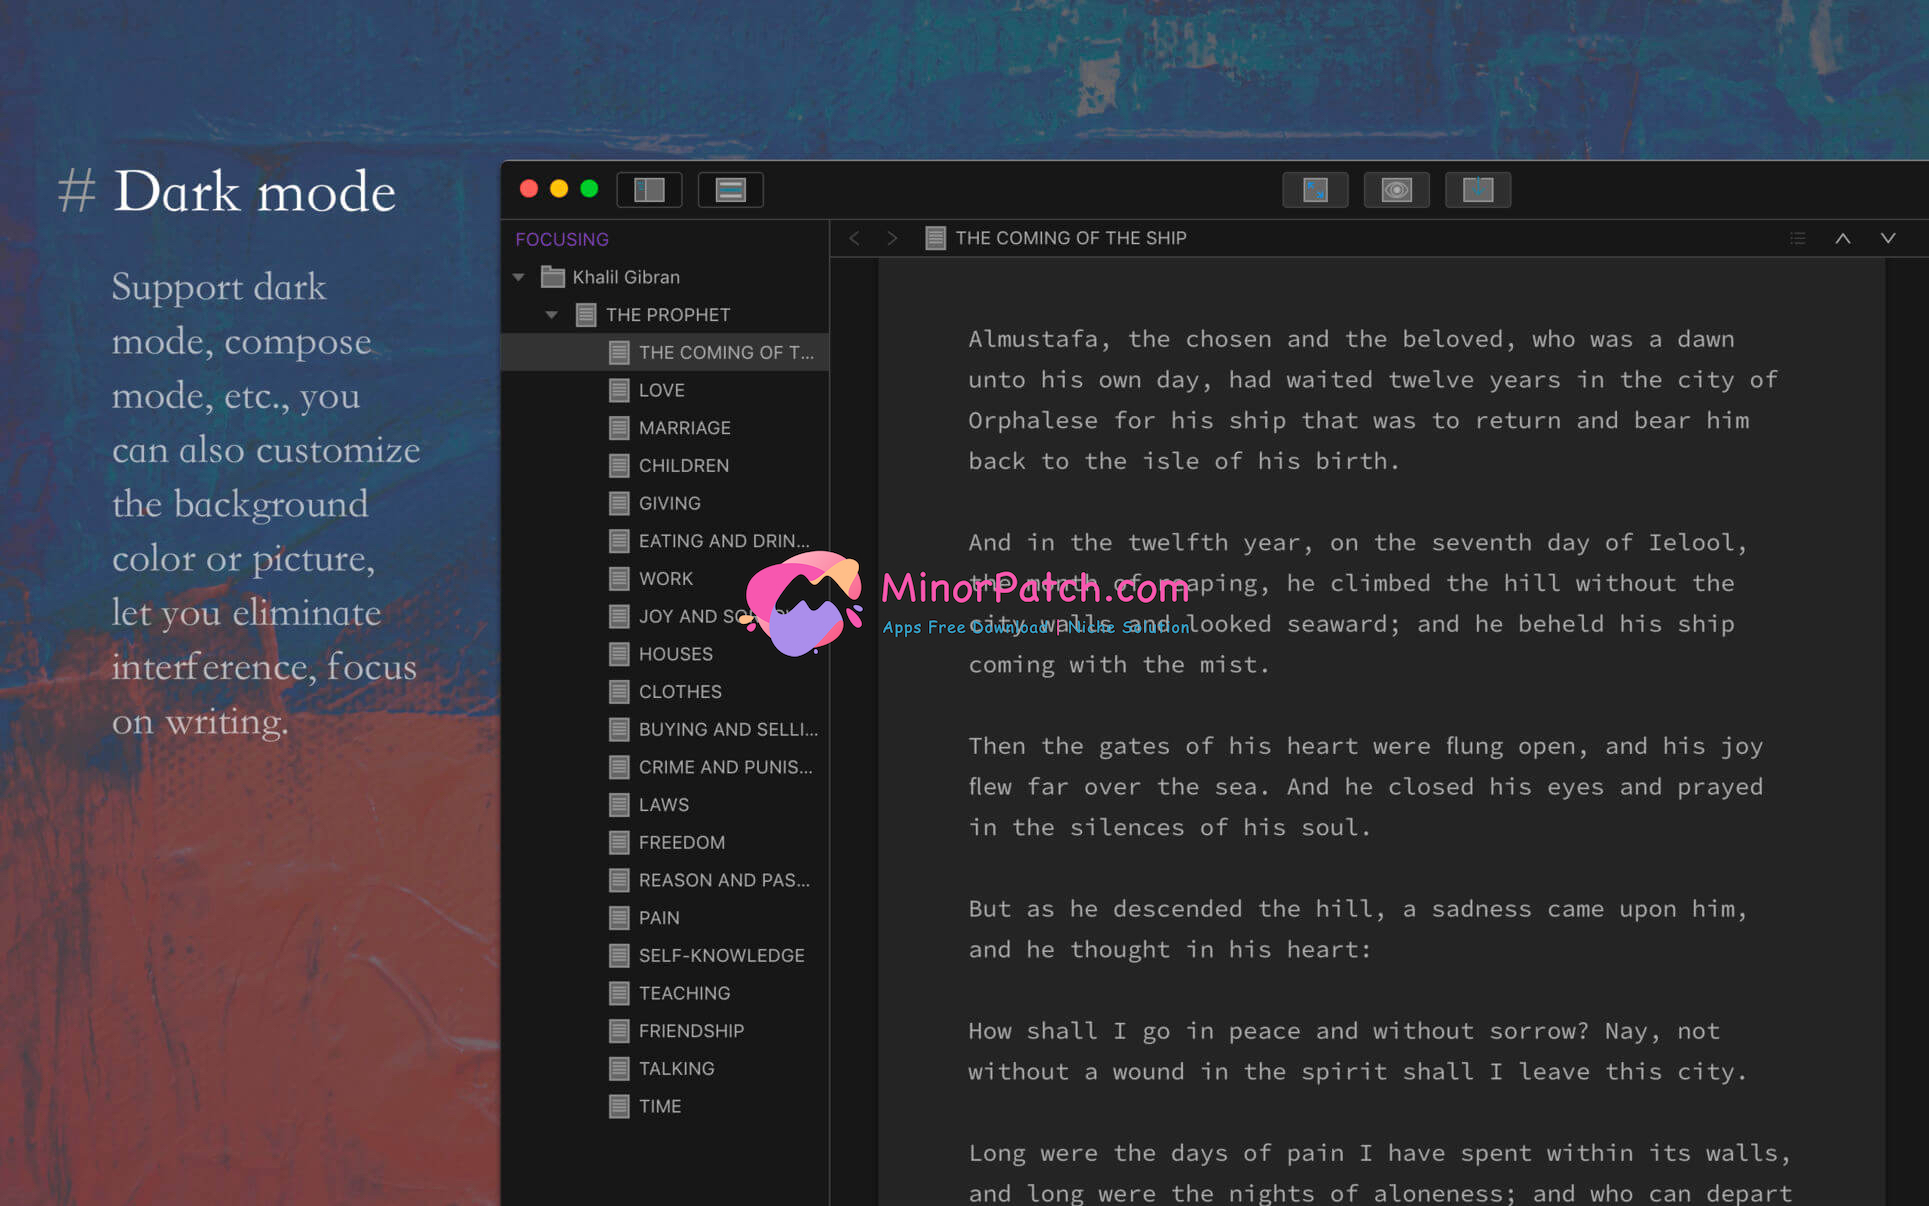 # Dark mode
Support dark
mode, compose
mode, etc., you
can also customize
the background
color or picture,
let you eliminate
interference, focus
on writing.
FOCUSING
Khalil Gibran
THE PROPHET
THE COMING OF T...
LOVE
MARRIAGE
CHILDREN
GIVING
EATING AND DRIN...
WORK
JOY AND
HOUSES
CLOTHES
BUYING AND SELLI...
CRIME AND PUNIS...
LAWS
FREEDOM
REASON AND PAS...
PAIN
SELF-KNOWLEDGE
TEACHING
FRIENDSHIP
TALKING
TIME
THE COMING OF THE SHIP
Almustafa, the chosen and the beloved, who was a dawn
unto his own day, had waited twelve years in the city of
Orphalese for his ship that was to return and bear him
back to the isle of his birth.
And in the twelfth year, on the seventh day of Ielool,
the month of reaping, he climbed the hill without the
city walls and looked seaward; and he beheld his ship
coming with the mist.
Then the gates of his heart were flung open, and his joy
flew far over the sea. And he closed his eyes and prayed
in the silences of his soul.
But as he descended the hill, a sadness came upon him,
and he thought in his heart:
How shall I go in peace and without sorrow? Nay, not
without a wound in the spirit shall I leave this city.
Long were the days of pain I have spent within its walls,
and long were the nights of aloneness; and who can depart
MinorPatch.com
Apps Free Download | Niche Solution